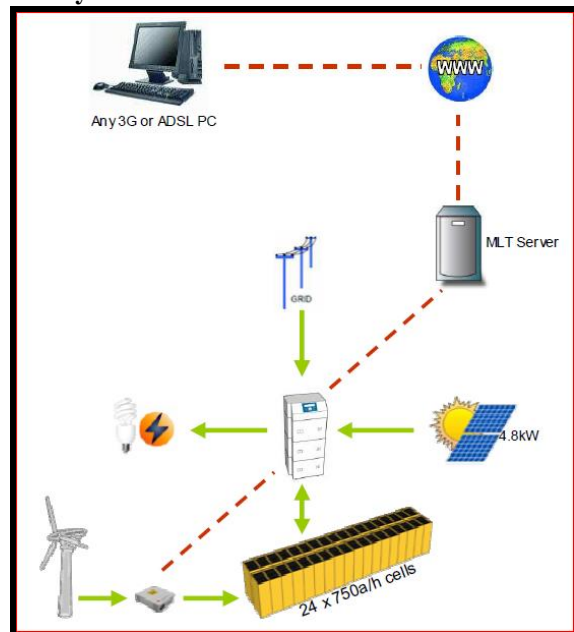 Any 3G or ADSL PC
WWW
MLT Server
GRID
4.8kW
24 x 750a/h cells